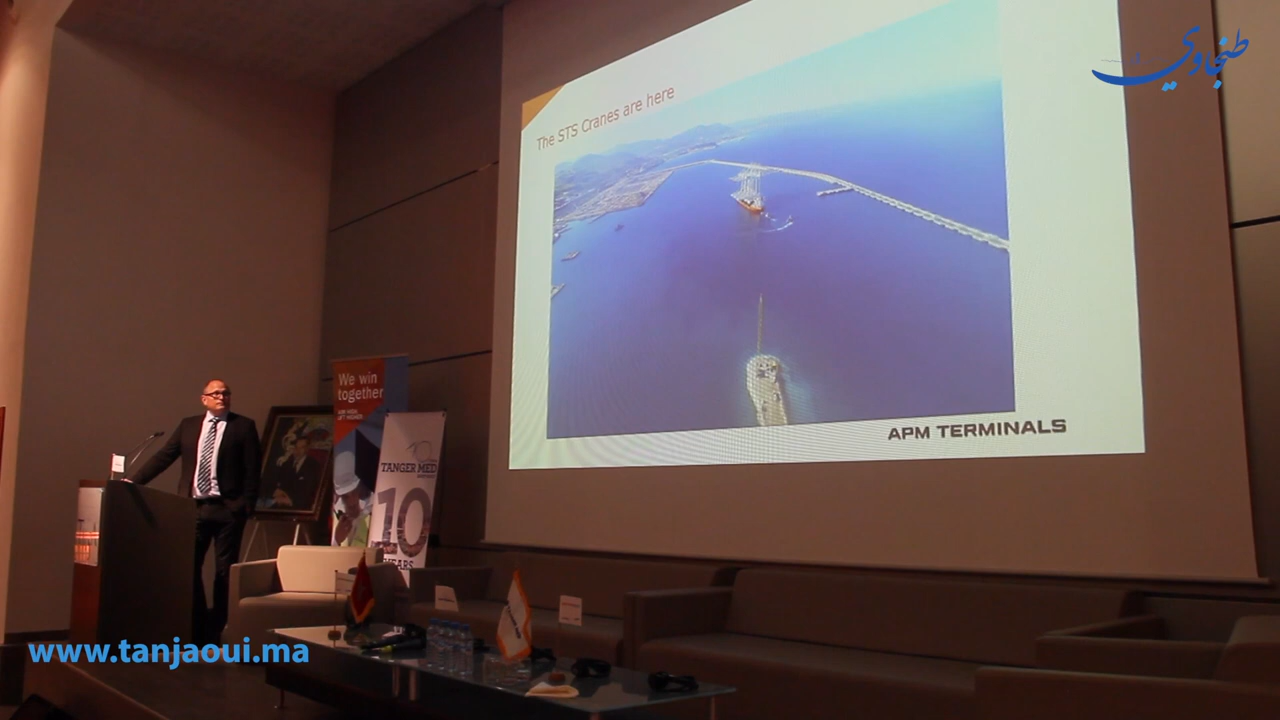 طنجاوي
The STS Cranes are here
APM TERMINALS
We win
together
TANGER MED
10
YEARS
www.tanjaoui.ma